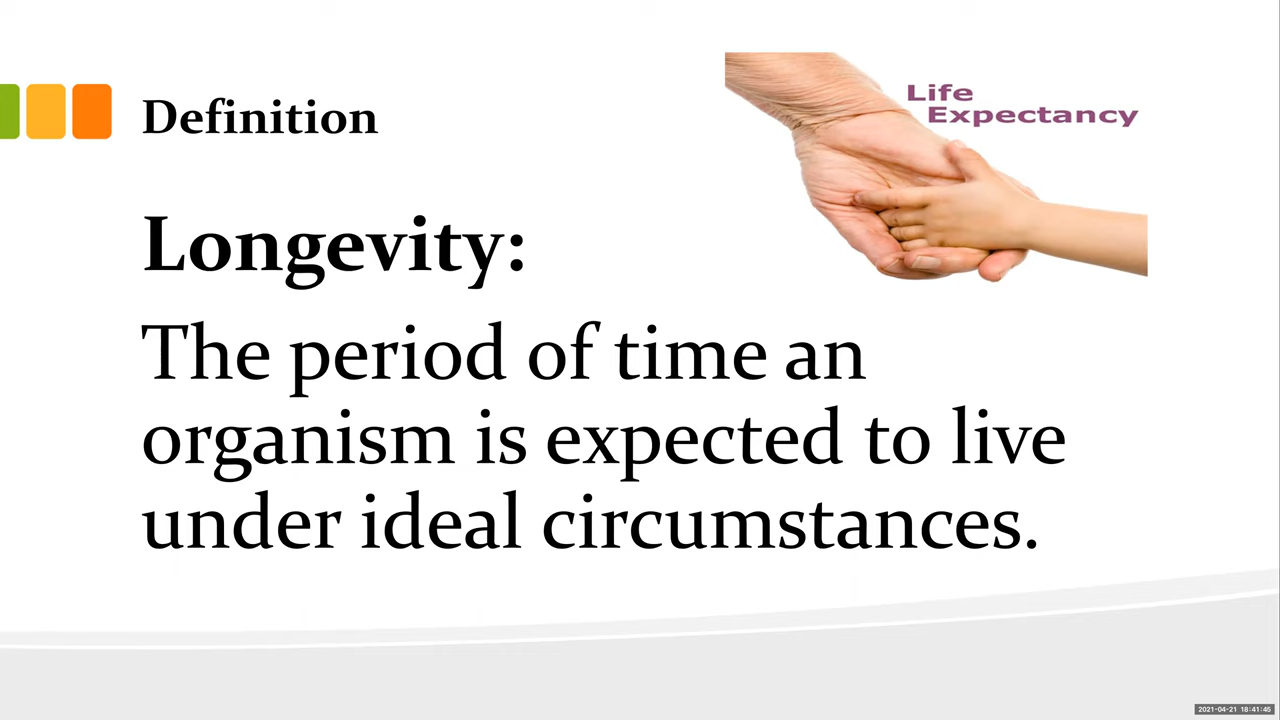 Definition
Life
Expectancy
Longevity:
The period of time an
organism is expected to live
under ideal circumstances.
2021-04-21 18:41:45